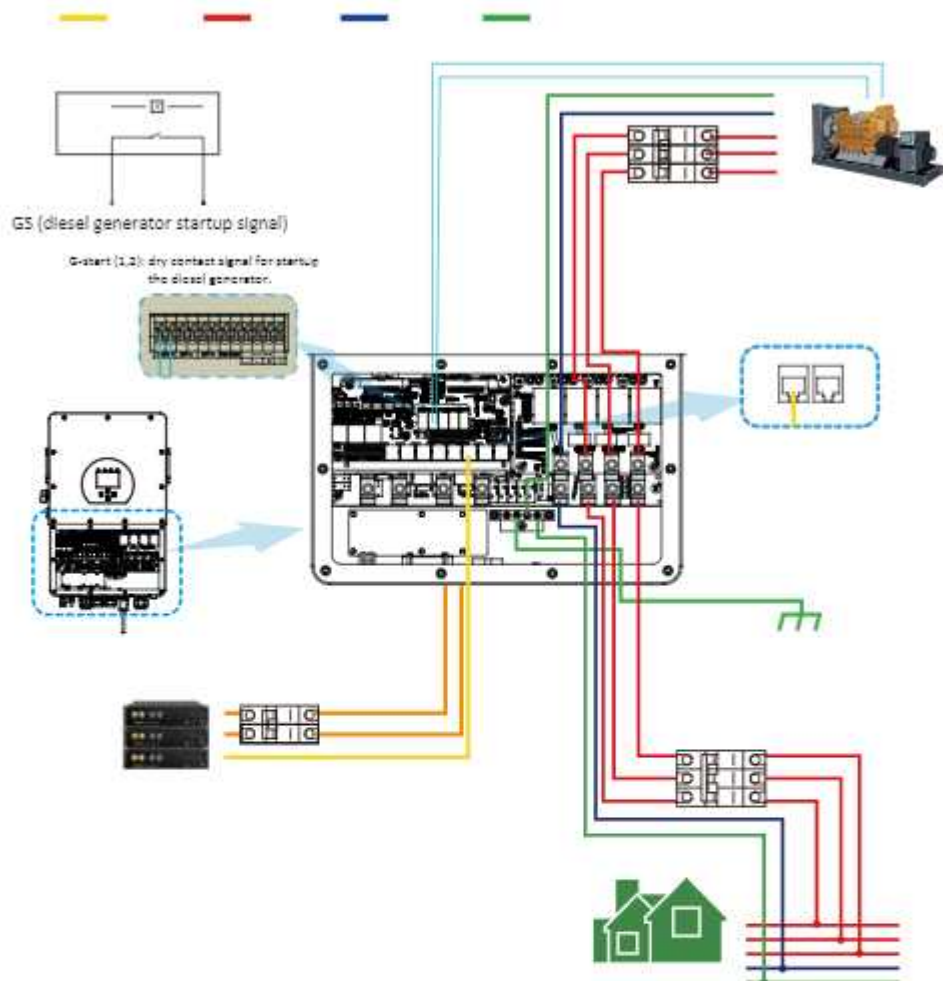 GS (diesel generator startup signal)
G-start (1,2): dry contact signal for startup
the diesel generator.